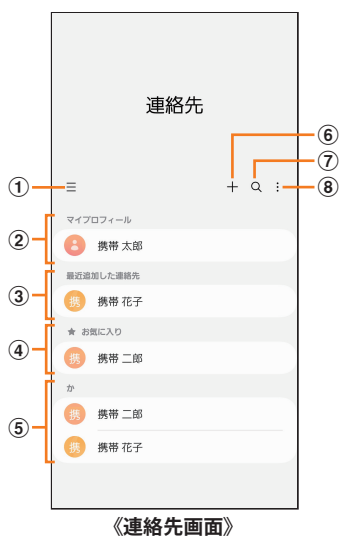 連絡先
⑥
⑦
① ⑧
マイプロフィール
② 携帯 太郎
最近追加した連絡先
③ 携 携帯 花子
★ お気に入り
④ 携 携帯 二郎
か
⑤ 携 携帯 二郎
携 携帯 花子
《連絡先画面》